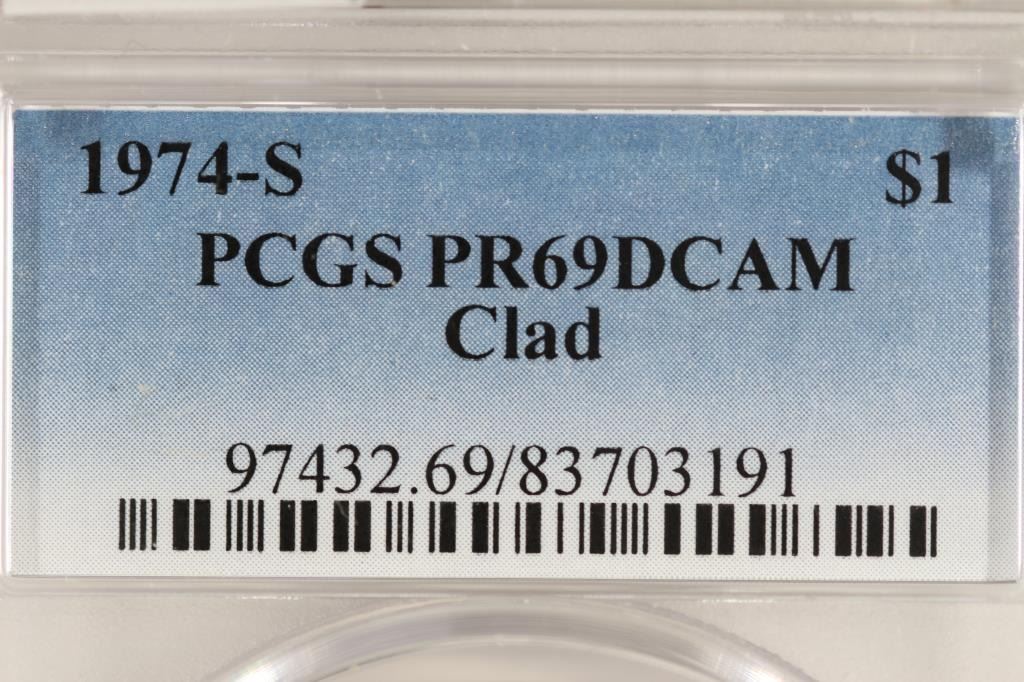 1974-S $1
PCGS PR69DCAM
Clad
97432.69/83703191